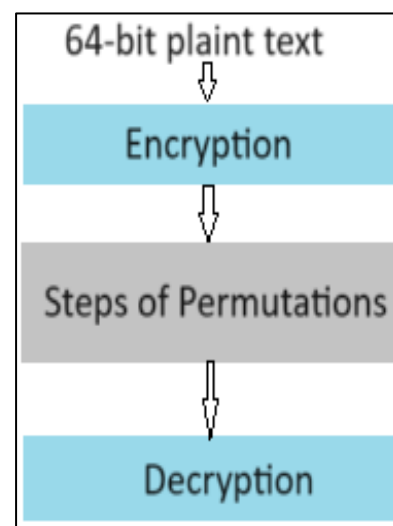 64-bit plaint text
Encryption
Steps of Permutations
Decryption